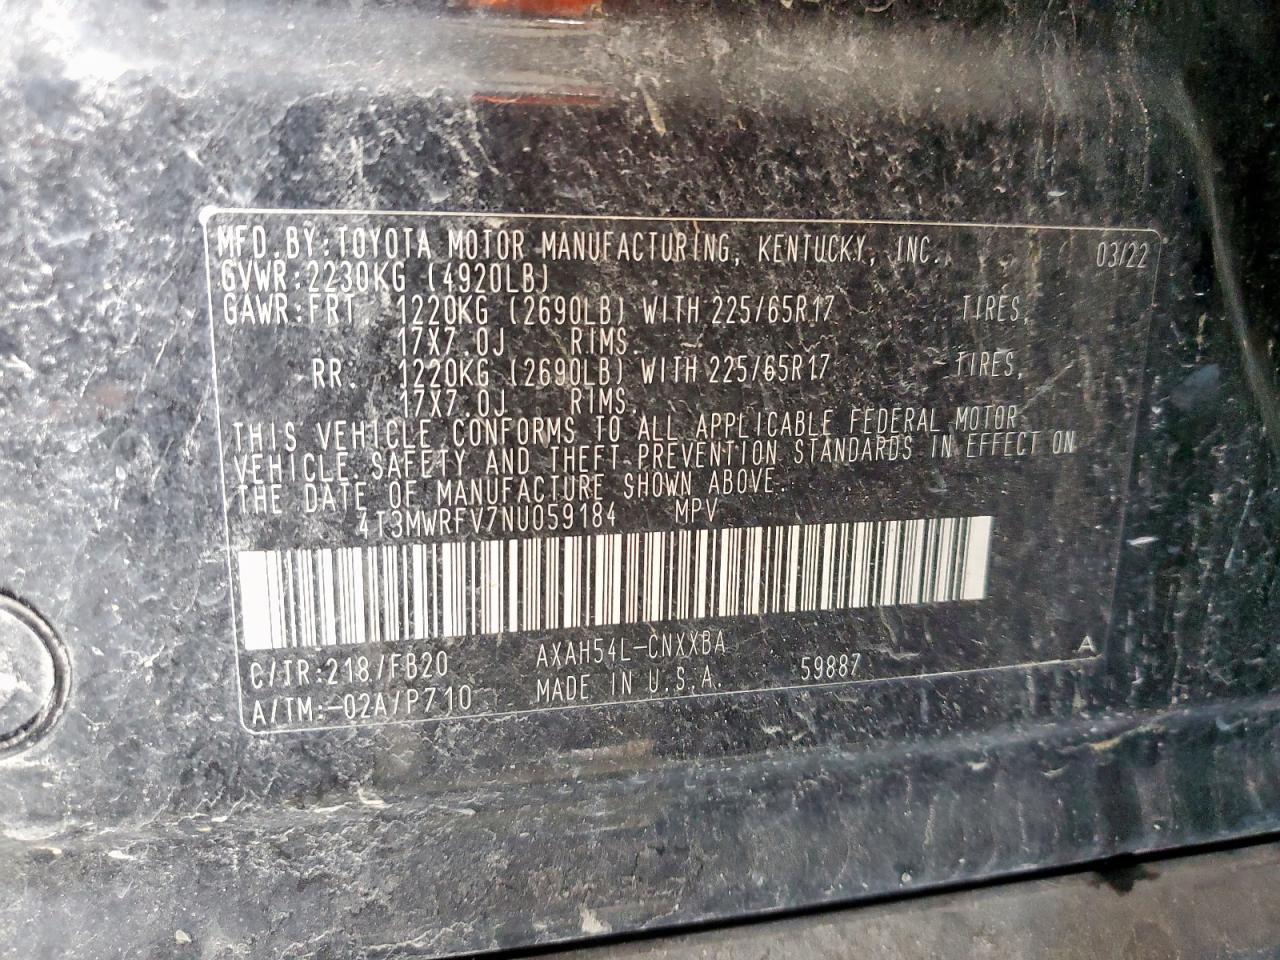 MFD.BY:TOYOTA MOTOR MANUFACTURING, KENTUCKY, INC. 03/22
GVWR:2230KG (4920LB)
GAWR:FRT 1220KG (2690LB) WITH 225/65R17 TIRES,
17X7.0J RIMS.
RR. 1220KG (2690LB) WITH 225/65R17 TIRES,
17X7.0J RIMS.
THIS VEHICLE CONFORMS TO ALL APPLICABLE FEDERAL MOTOR
VEHICLE SAFETY AND THEFT PREVENTION STANDARDS IN EFFECT ON
THE DATE OF MANUFACTURE SHOWN ABOVE.
4T3MWRFV7NU059184 MPV
C/TR:218/FB20 AXAH54L-CNXXBA A
A/TM:-02A/P710 MADE IN U.S.A. 59887